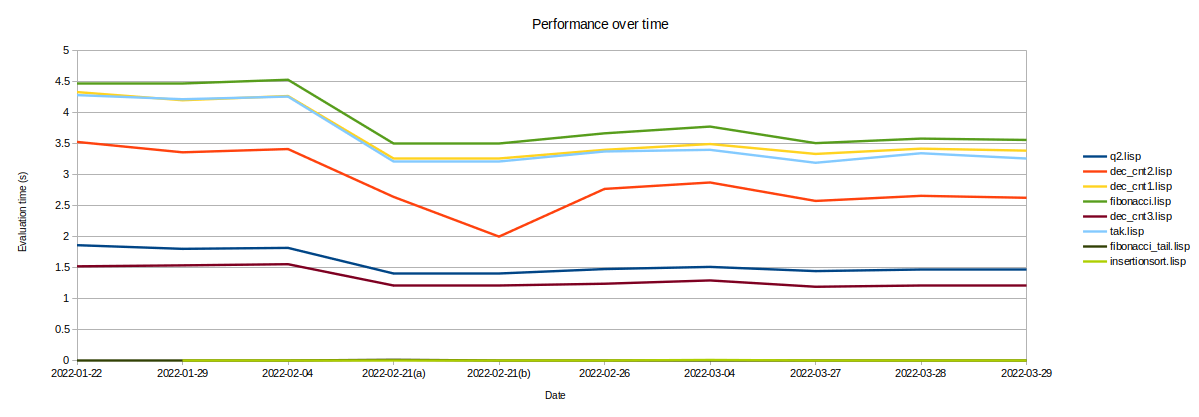 Performance over time
5
4.5
4
3.5
3
2.5
2
1.5
1
0.5
0
Evaluation time (s)
2022-01-22 2022-01-29 2022-02-04 2022-02-21(a) 2022-02-21(b) 2022-02-26 2022-03-04 2022-03-27 2022-03-28 2022-03-29
Date
q2.lisp
dec_cnt2.lisp
dec_cnt1.lisp
fibonacci.lisp
dec_cnt3.lisp
tak.lisp
fibonacci_tail.lisp
insertionsort.lisp